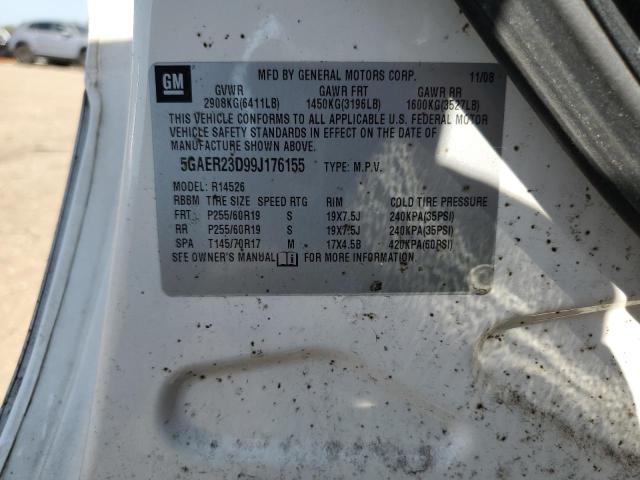 GM
MFD BY GENERAL MOTORS CORP. 11/08
GVWR GAWR FRT GAWR RR
2908KG(6411LB) 1450KG(3196LB) 1600KG(3527LB)
THIS VEHICLE CONFORMS TO ALL APPLICABLE U.S. FEDERAL MOTOR
VEHICLE SAFETY STANDARDS IN EFFECT ON THE DATE OF
MANUFACTURE SHOWN ABOVE.
5GAER23D99J176155 TYPE: M.P.V.
MODEL: R14526
RBBM TIRE SIZE SPEED RTG RIM COLD TIRE PRESSURE
FRT P255/60R19 S 19X7.5J 240KPA(35PSI)
RR P255/60R19 S 19X7.5J 240KPA(35PSI)
SPA T145/70R17 M 17X4.5B 420KPA(60PSI)
SEE OWNER'S MANUAL FOR MORE INFORMATION.